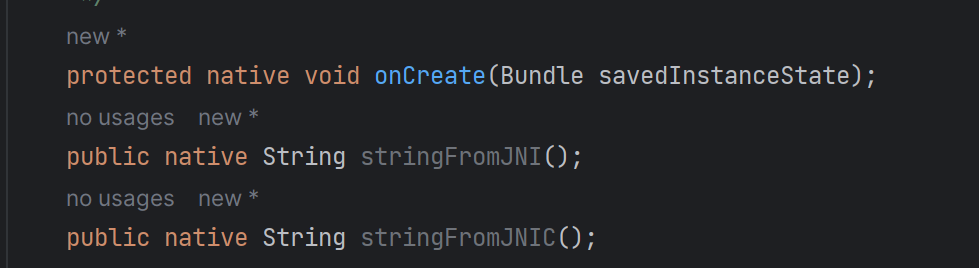 */
new *
protected native void onCreate(Bundle savedInstanceState);
no usages new *
public native String stringFromJNI();
no usages new *
public native String stringFromJNIC();